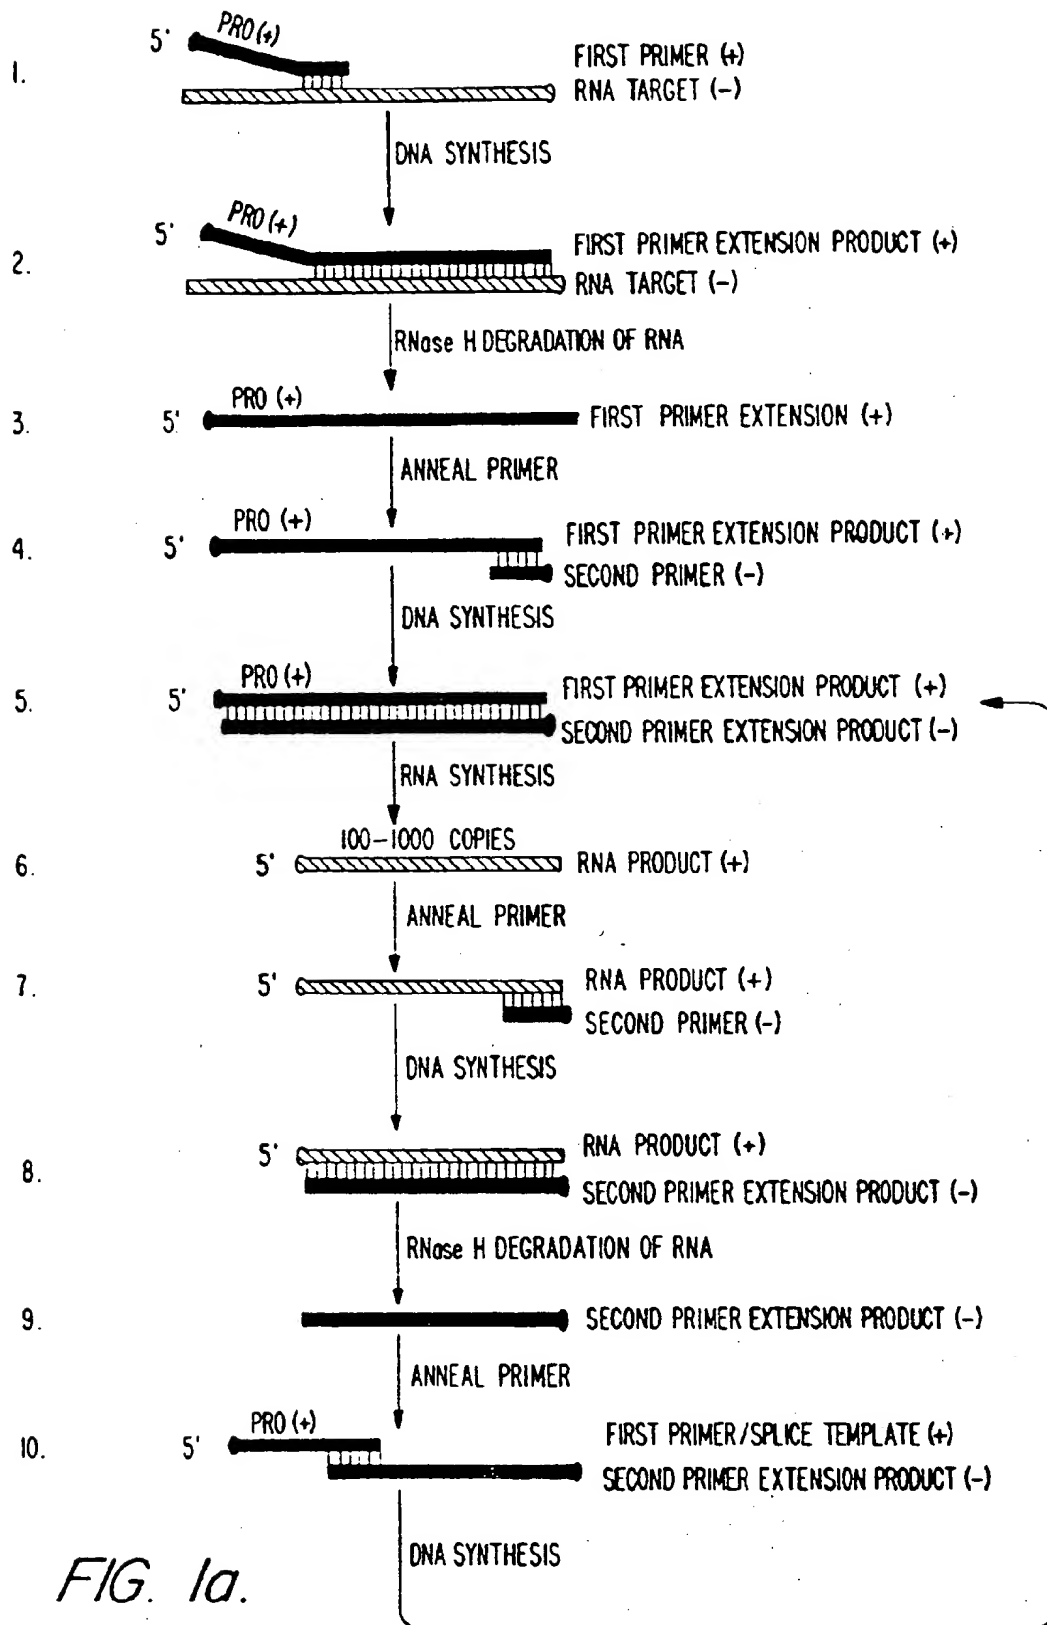 5' PRO (+)
1. FIRST PRIMER (+)
RNA TARGET (-)
DNA SYNTHESIS
5' PRO (+)
2. FIRST PRIMER EXTENSION PRODUCT (+)
RNA TARGET (-)
RNase H DEGRADATION OF RNA
PRO (+)
3. 5' FIRST PRIMER EXTENSION (+)
ANNEAL PRIMER
PRO (+)
4. 5' FIRST PRIMER EXTENSION PRODUCT (+)
SECOND PRIMER (-)
DNA SYNTHESIS
PRO (+)
5. 5' FIRST PRIMER EXTENSION PRODUCT (+)
SECOND PRIMER EXTENSION PRODUCT (-)
RNA SYNTHESIS
100-1000 COPIES
6. 5' RNA PRODUCT (+)
ANNEAL PRIMER
7. 5' RNA PRODUCT (+)
SECOND PRIMER (-)
DNA SYNTHESIS
5' RNA PRODUCT (+)
8. SECOND PRIMER EXTENSION PRODUCT (-)
RNase H DEGRADATION OF RNA
9. SECOND PRIMER EXTENSION PRODUCT (-)
ANNEAL PRIMER
PRO (+)
10. 5' FIRST PRIMER/SPLICE TEMPLATE (+)
SECOND PRIMER EXTENSION PRODUCT (-)
DNA SYNTHESIS
FIG. 1a.